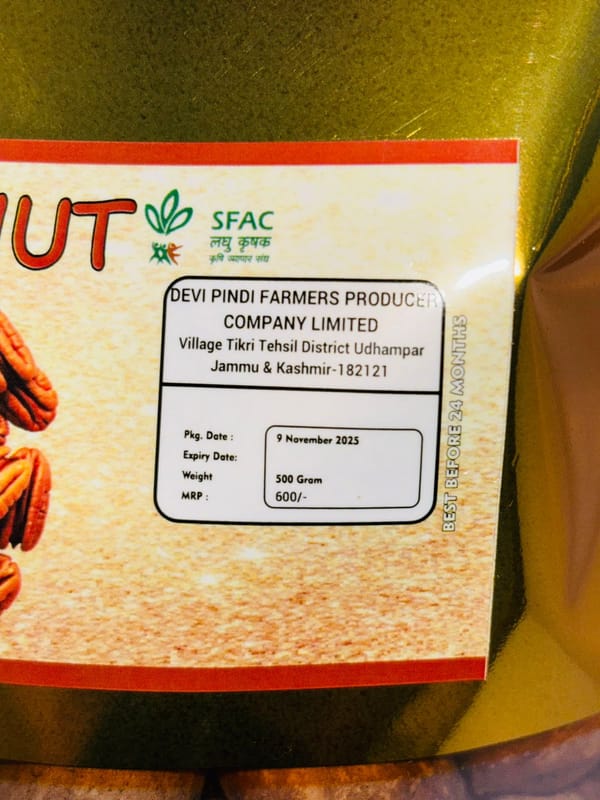 NUT
SFAC
लघु कृषक
कृषि व्यापार संघ
DEVI PINDI FARMERS PRODUCER
COMPANY LIMITED
Village Tikri Tehsil District Udhampar
Jammu & Kashmir-182121
Pkg. Date : 9 November 2025
Expiry Date:
Weight 500 Gram
MRP : 600/-
BEST BEFORE 24 MONTHS